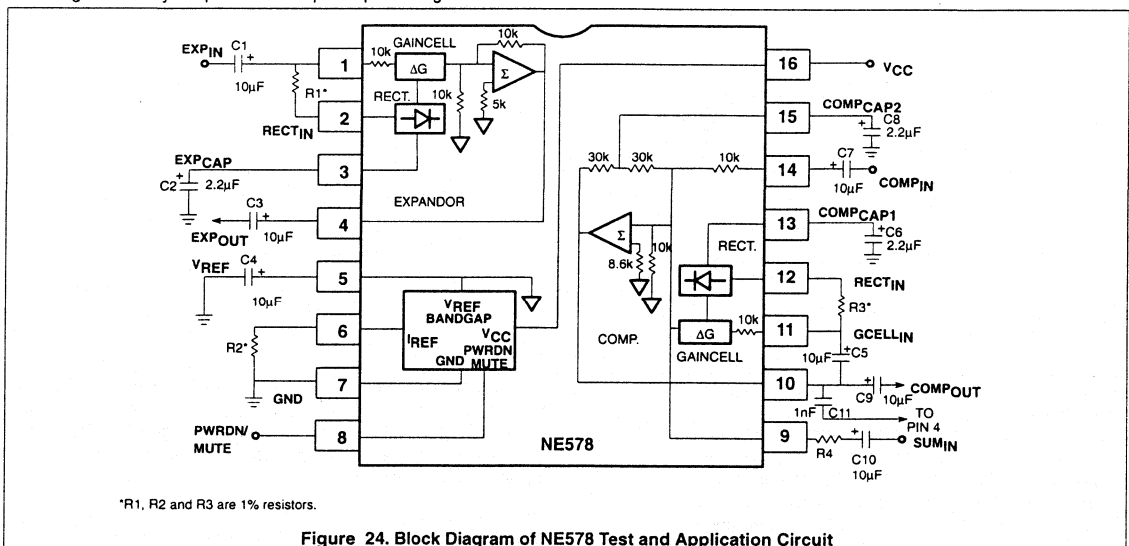 EXPIN
C1
+
10µF
R1*
RECTIN
EXPCAP
C2
+
2.2µF
C3
+
EXPOUT
10µF
VREF
C4
+
10µF
R2*
GND
PWRDN/
MUTE
1
2
3
4
5
6
7
8
10k
GAINCELL
ΔG
10k
10k
Σ
5k
RECT.
EXPANDOR
VREF
BANDGAP
VCC
IREF
PWRDN
GND
MUTE
30k
30k
10k
Σ
8.6k
10k
RECT.
COMP.
ΔG
10k
GAINCELL
NE578
16
15
14
13
12
11
10
9
VCC
COMPCAP2
+
C8
2.2µF
C7
+
10µF
COMPIN
COMPCAP1
+
C6
2.2µF
RECTIN
R3*
GCELLIN
+
C5
10µF
+
C9
10µF
COMPOUT
1nF
C11
TO
PIN 4
R4
+
C10
10µF
SUMIN
*R1, R2 and R3 are 1% resistors.
Figure 24. Block Diagram of NE578 Test and Application Circuit